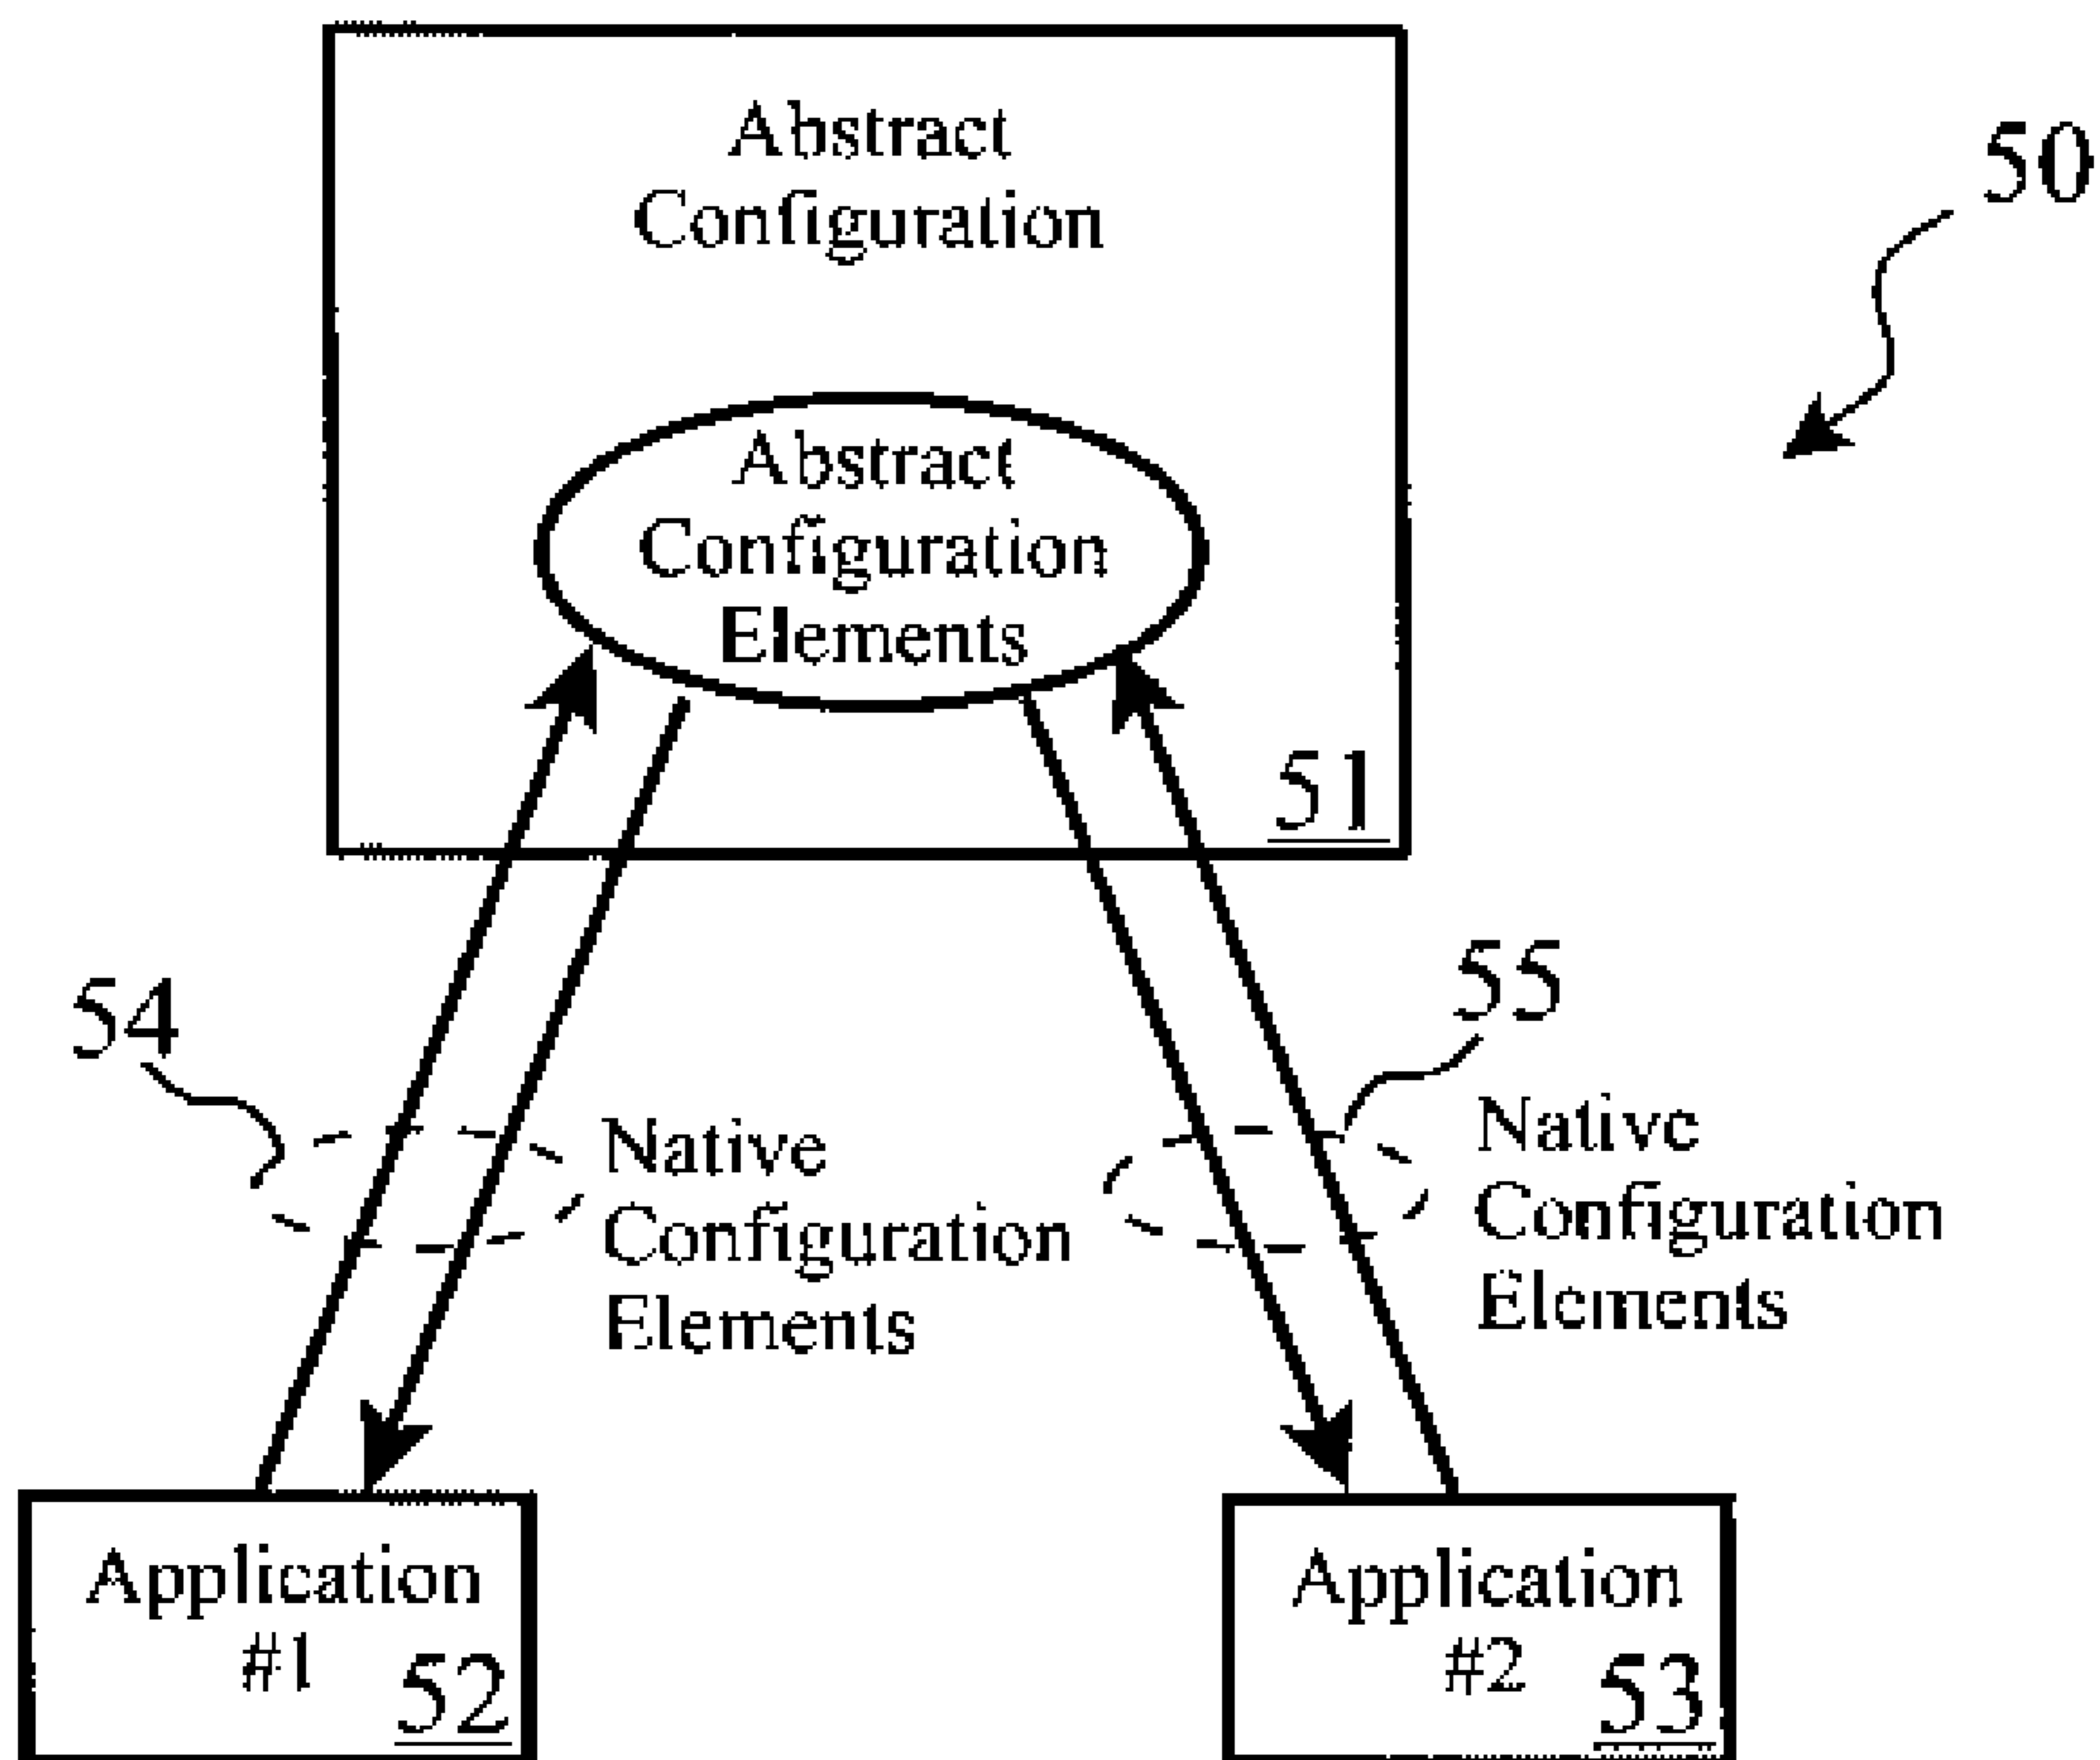 Abstract
Configuration
50
Abstract
Configuration
Elements
51
54
55
Native
Configuration
Elements
Native
Configuration
Elements
Application
#1
52
Application
#2
53